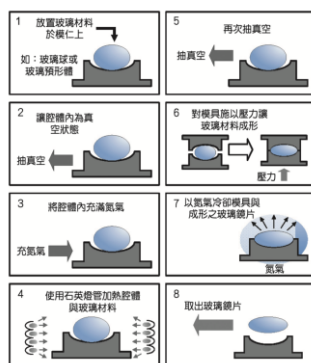 1
放置玻璃材料
於模仁上
如：玻璃球或
玻璃預形體
2
讓腔體內為真
空狀態
抽真空
3
將腔體內充滿氮氣
充氮氣
4
使用石英燈管加熱腔體
與玻璃材料
5
再次抽真空
抽真空
6
對模具施以壓力讓
玻璃材料成形
壓力
7
以氮氣冷卻模具與
成形之玻璃鏡片
氮氣
8
取出玻璃鏡片